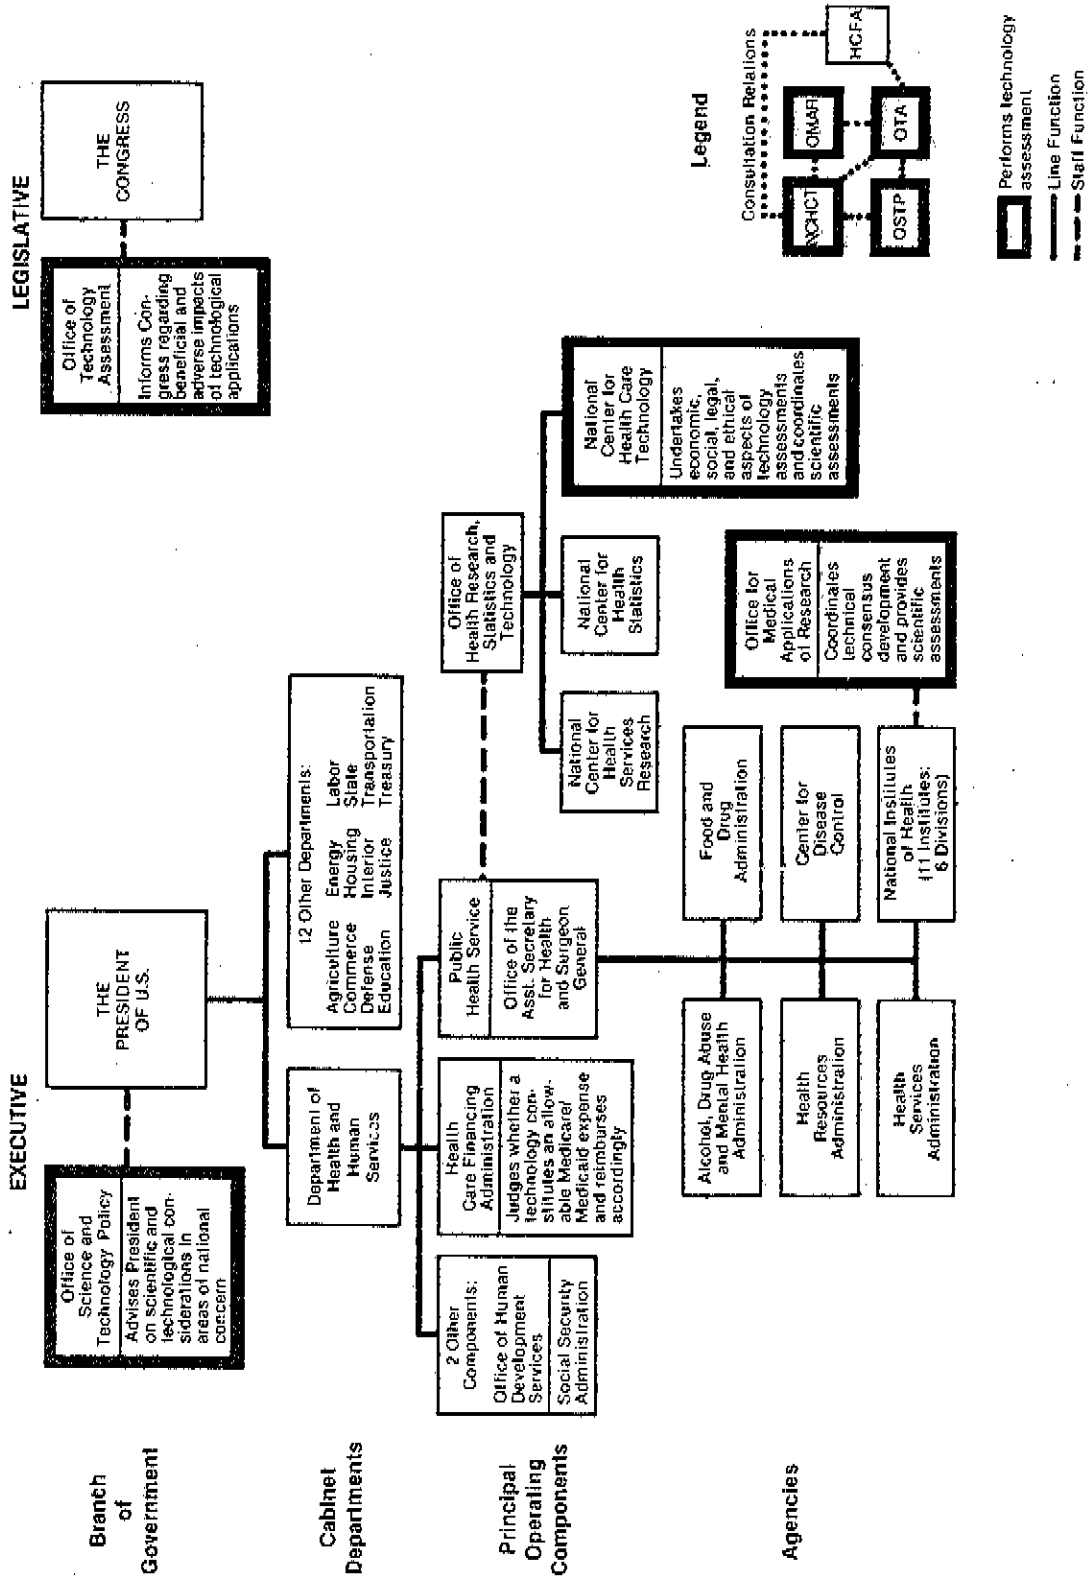 EXECUTIVE
LEGISLATIVE
Branch
of
Government
Office of
Science and
Technology Policy
Advises President
on scientific and
technological con-
siderations in
areas of national
concern
THE
PRESIDENT
OF U.S.
Office of
Technology
Assessment
Informs Con-
gress regarding
beneficial and
adverse impacts
of technological
applications
THE
CONGRESS
Cabinet
Departments
Department of
Health and
Human
Services
12 Other Departments:
Agriculture Energy Labor
Commerce Housing State
Defense Interior Transportation
Education Justice Treasury
Principal
Operating
Components
2 Other
Components:
Office of Human
Development
Services
Social Security
Administration
Health
Care Financing
Administration
Judges whether a
technology con-
stitutes an allow-
able Medicare/
Medicaid expense
and reimburses
accordingly
Public
Health Service
Office of the
Asst. Secretary
for Health
and Surgeon
General
Office of
Health Research,
Statistics and
Technology
National
Center for
Health
Services
Research
National
Center for
Health
Statistics
National
Center for
Health Care
Technology
Undertakes
economic,
social, legal,
and ethical
aspects of
technology
assessments
and coordinates
scientific
assessments
Agencies
Alcohol, Drug Abuse
and Mental Health
Administration
Food and
Drug
Administration
Health
Resources
Administration
Center for
Disease
Control
Health
Services
Administration
National Institutes
of Health
(11 Institutes;
6 Divisions)
Office for
Medical
Applications
of Research
Coordinates
technical
consensus
development
and provides
scientific
assessments
Legend
Consultation Relations
NCHCT
OMAR
HCFA
OSTP
OTA
Performs technology
assessment
Line Function
Staff Function